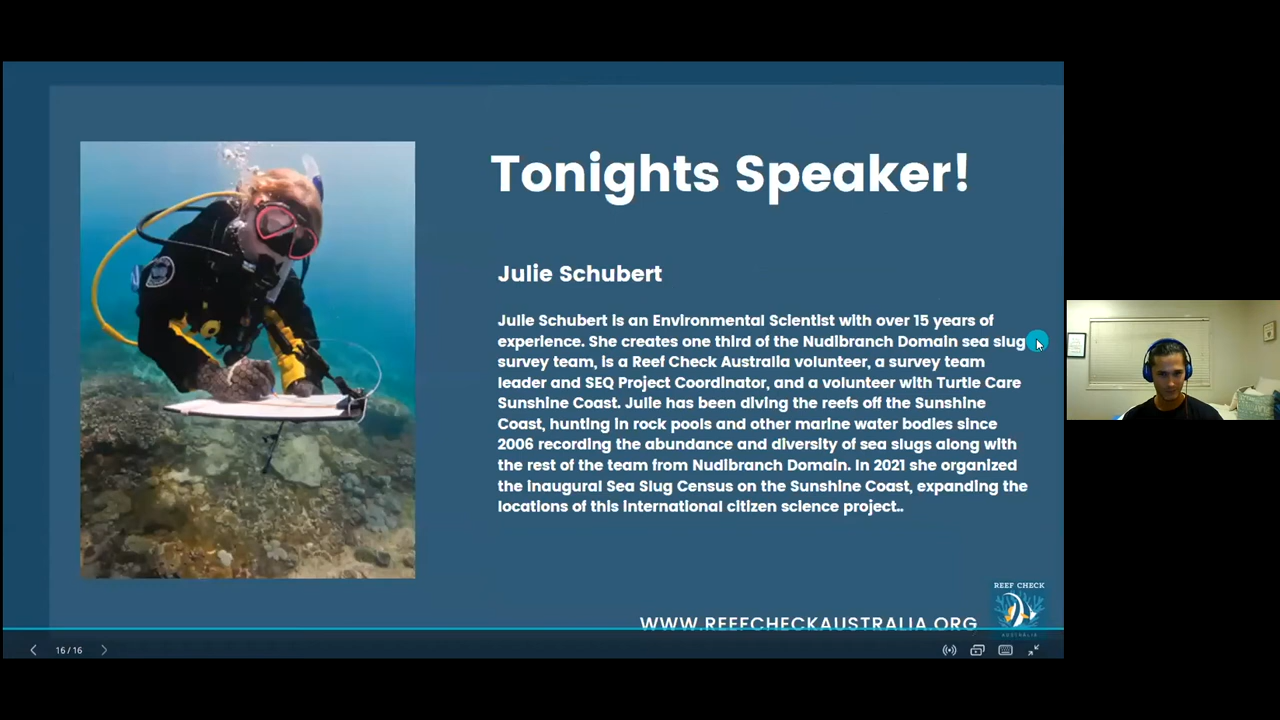 Tonights Speaker!
Julie Schubert
Julie Schubert is an Environmental Scientist with over 15 years of
experience. She creates one third of the Nudibranch Domain sea slug
survey team, is a Reef Check Australia volunteer, a survey team
leader and SEQ Project Coordinator, and a volunteer with Turtle Care
Sunshine Coast. Julie has been diving the reefs off the Sunshine
Coast, hunting in rock pools and other marine water bodies since
2006 recording the abundance and diversity of sea slugs along with
the rest of the team from Nudibranch Domain. In 2021 she organized
the inaugural Sea Slug Census on the Sunshine Coast, expanding the
locations of this international citizen science project..
REEF CHECK
WWW.REEFCHECKAUSTRALIA.ORG
AUSTRALIA
16 / 16